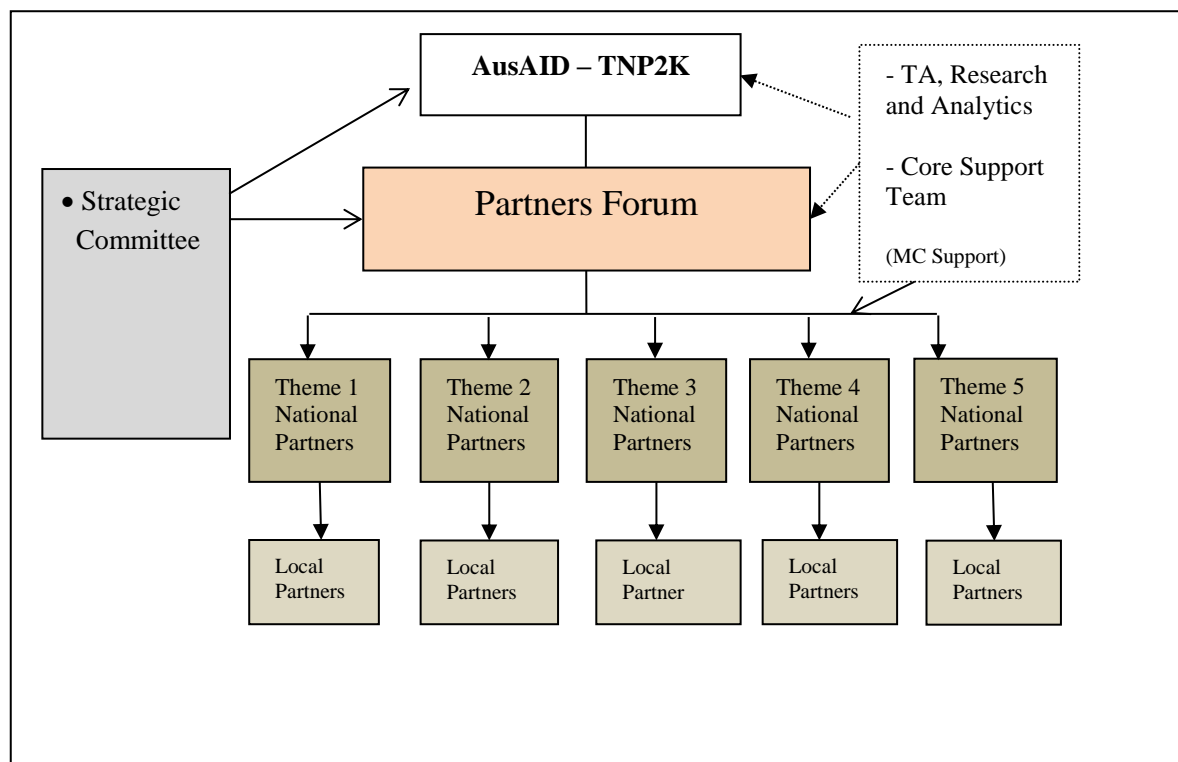 AusAID – TNP2K
- TA, Research
and Analytics
- Core Support
Team
(MC Support)
• Strategic
Committee
Partners Forum
Theme 1
National
Partners
Theme 2
National
Partners
Theme 3
National
Partners
Theme 4
National
Partners
Theme 5
National
Partners
Local
Partners
Local
Partners
Local
Partner
Local
Partners
Local
Partners